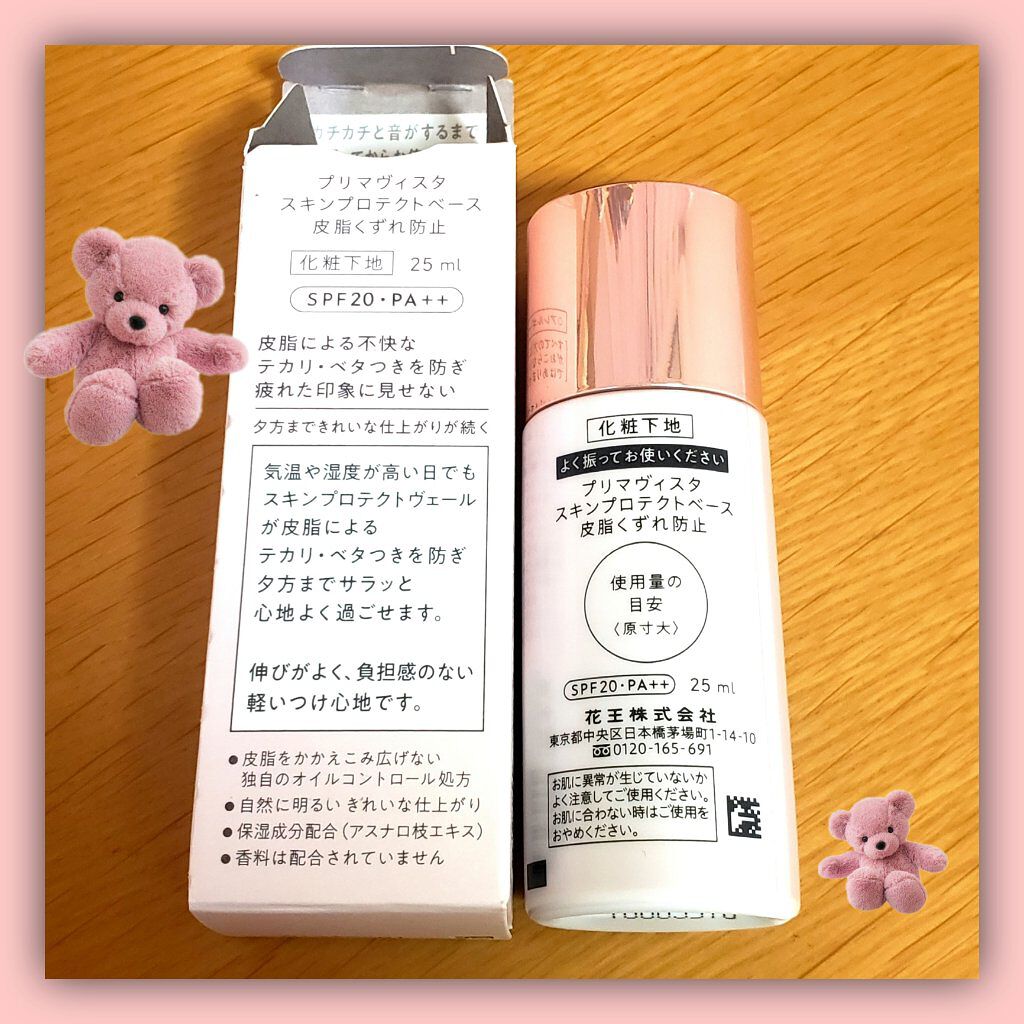 カチカチと音がするまで
プリマヴィスタ
スキンプロテクトベース
皮脂くずれ防止
化粧下地 25 ml
SPF20・PA++
皮脂による不快な
テカリ・ベタつきを防ぎ
疲れた印象に見せない
夕方まできれいな仕上がりが続く
気温や湿度が高い日でも
スキンプロテクトヴェール
が皮脂による
テカリ・ベタつきを防ぎ
夕方までサラッと
心地よく過ごせます。
伸びがよく、負担感のない
軽いつけ心地です。
●皮脂をかかえこみ広げない
独自のオイルコントロール処方
●自然に明るい きれいな仕上がり
●保湿成分配合（アスナロ枝エキス）
●香料は配合されていません
化粧下地
よく振ってお使いください
プリマヴィスタ
スキンプロテクトベース
皮脂くずれ防止
使用量の
目安
〈原寸大〉
SPF20・PA++ 25 ml
花王株式会社
東京都中央区日本橋茅場町1-14-10
0120-165-691
お肌に異常が生じていないか
よく注意してご使用ください。
お肌に合わない時はご使用を
おやめください。